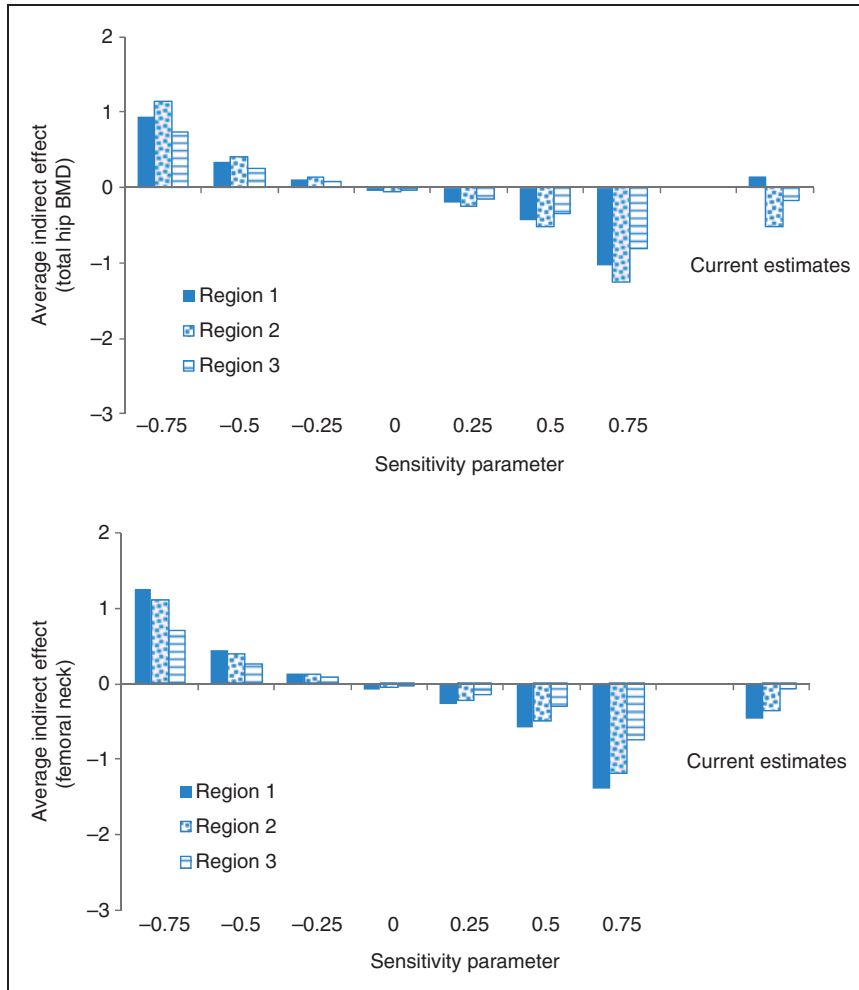 2
1
0
–1
–2
–3
Average indirect effect
(total hip BMD)
Region 1
Region 2
Region 3
Current estimates
–0.75 –0.5 –0.25 0 0.25 0.5 0.75
Sensitivity parameter
2
1
0
–1
–2
–3
Average indirect effect
(femoral neck)
Region 1
Region 2
Region 3
Current estimates
–0.75 –0.5 –0.25 0 0.25 0.5 0.75
Sensitivity parameter